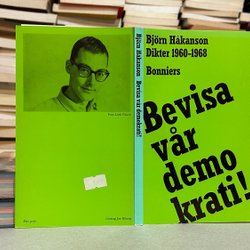 Björn Håkanson
Dikter 1960-1968
Bonniers
Bevisa
vår
demo
krati!
Björn Håkanson Bevisa vår demokrati!